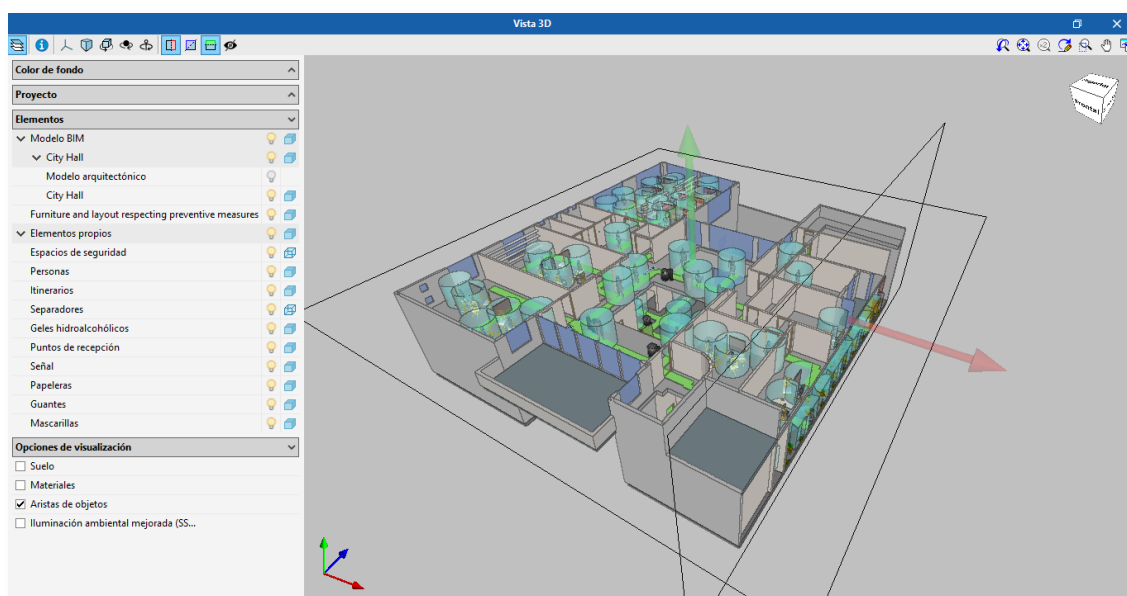 Vista 3D
Color de fondo
Proyecto
Elementos
Modelo BIM
City Hall
Modelo arquitectónico
City Hall
Furniture and layout respecting preventive measures
Elementos propios
Espacios de seguridad
Personas
Itinerarios
Separadores
Geles hidroalcohólicos
Puntos de recepción
Señal
Papeleras
Guantes
Mascarillas
Opciones de visualización
Suelo
Materiales
Aristas de objetos
Iluminación ambiental mejorada (SS...
Frontal